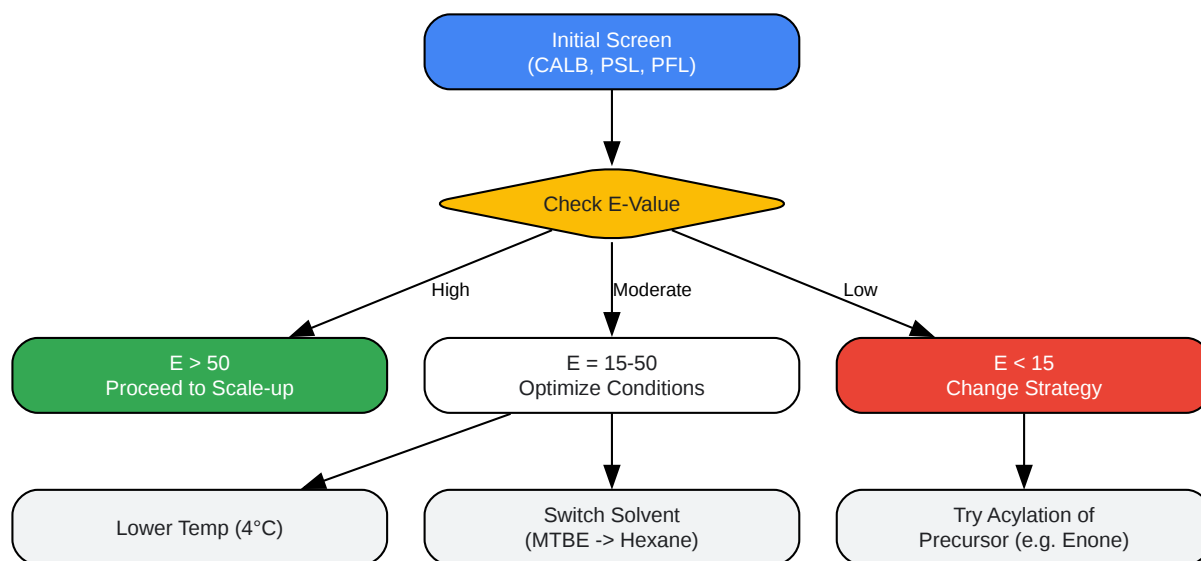 Initial Screen
(CALB, PSL, PFL)
Check E-Value
High
Moderate
Low
E > 50
Proceed to Scale-up
E = 15-50
Optimize Conditions
E < 15
Change Strategy
Lower Temp (4°C)
Switch Solvent
(MTBE -> Hexane)
Try Acylation of
Precursor (e.g. Enone)